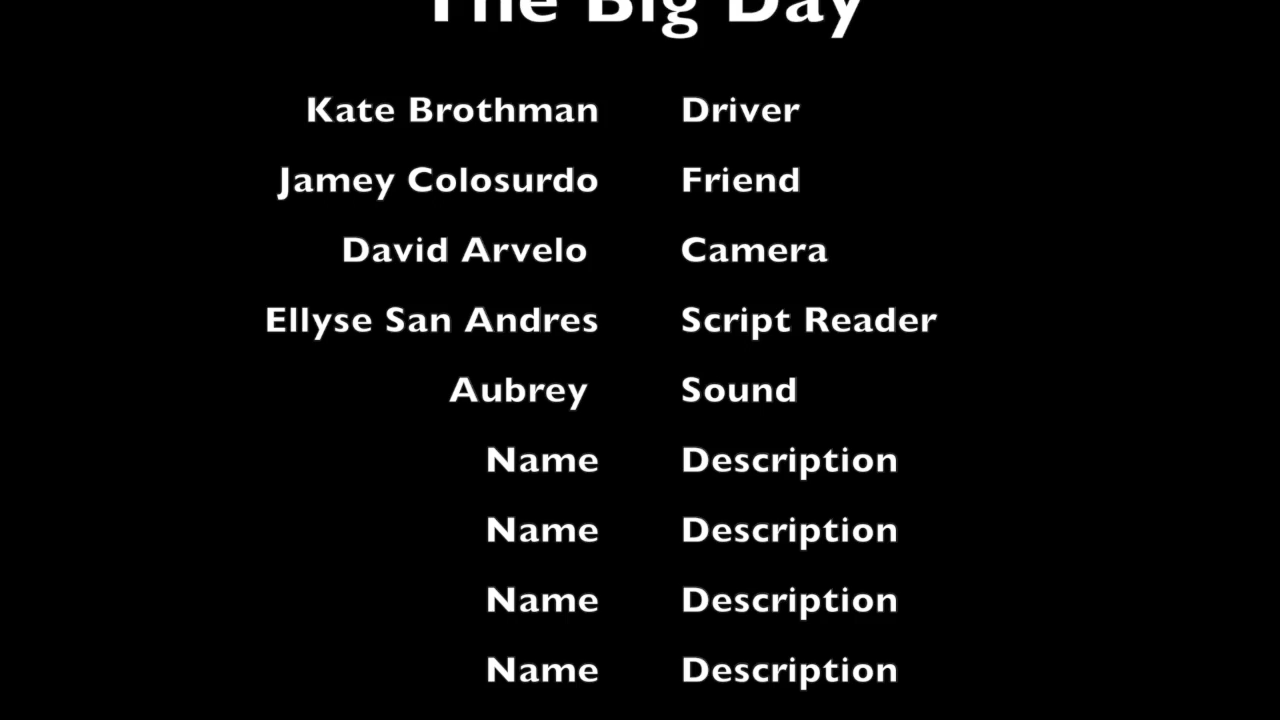 The Big Day
Kate Brothman Driver
Jamey Colosurdo Friend
David Arvelo Camera
Ellyse San Andres Script Reader
Aubrey Sound
Name Description
Name Description
Name Description
Name Description